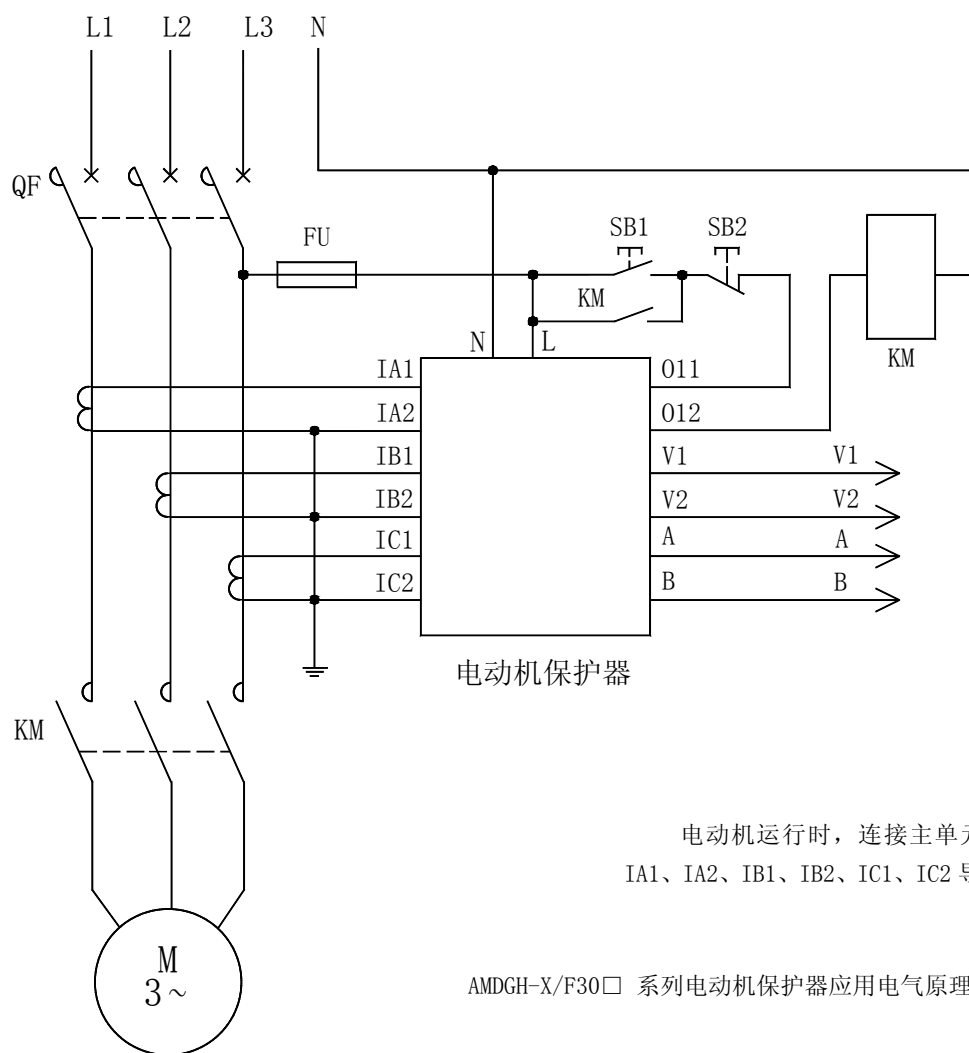 L1 L2 L3 N
QF
FU
SB1 SB2
KM
KM
N L
IA1
IA2
IB1
IB2
IC1
IC2
011
012
V1 V1
V2 V2
A A
B B
电动机保护器
KM
电动机运行时，连接主单
IA1、IA2、IB1、IB2、IC1、IC2
M
3~
AMDGH-X/F30□ 系列电动机保护器应用电气原理